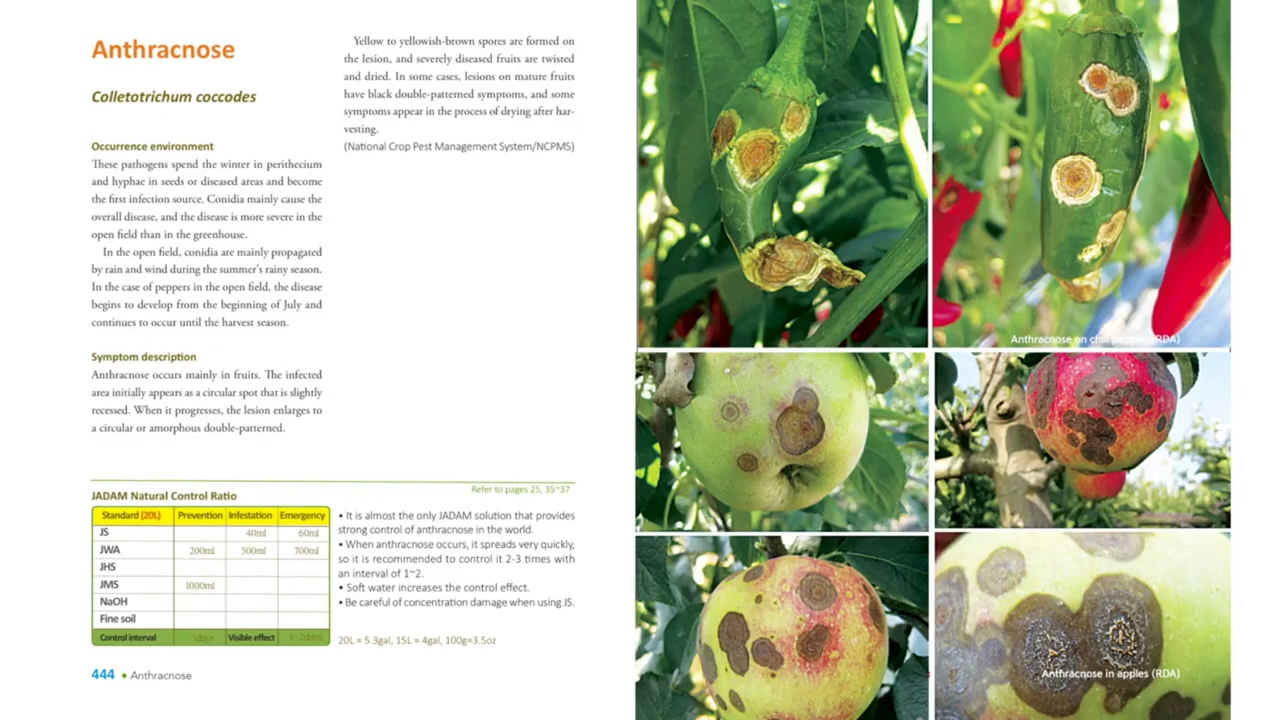 Anthracnose
Colletotrichum coccodes
Occurrence environment
These pathogens spend the winter in perithecium
and hyphae in seeds or diseased areas and become
the first infection source. Conidia mainly cause the
overall disease, and the disease is more severe in the
open field than in the greenhouse.
In the open field, conidia are mainly propagated
by rain and wind during the summer's rainy season.
In the case of peppers in the open field, the disease
begins to develop from the beginning of July and
continues to occur until the harvest season.
Symptom description
Anthracnose occurs mainly in fruits. The infected
area initially appears as a circular spot that is slightly
recessed. When it progresses, the lesion enlarges to
a circular or amorphous double-patterned.
Yellow to yellowish-brown spores are formed on
the lesion, and severely diseased fruits are twisted
and dried. In some cases, lesions on mature fruits
have black double-patterned symptoms, and some
symptoms appear in the process of drying after har-
vesting.
(National Crop Pest Management System/NCPMS)
Refer to pages 25, 35~37
JADAM Natural Control Ratio
Standard (20L) Prevention Infestation Emergency
JS 40ml 60ml
JWA 200ml 500ml 700ml
JHS
JMS 1000ml
NaOH
Fine soil
Control interval 3days Visible effect 1~2days
• It is almost the only JADAM solution that provides
strong control of anthracnose in the world.
• When anthracnose occurs, it spreads very quickly,
so it is recommended to control it 2-3 times with
an interval of 1~2.
• Soft water increases the control effect.
• Be careful of concentration damage when using JS.
20L = 5.3gal, 15L = 4gal, 100g=3.5oz
444 • Anthracnose
Anthracnose on chili peppers (RDA)
Anthracnose in apples (RDA)